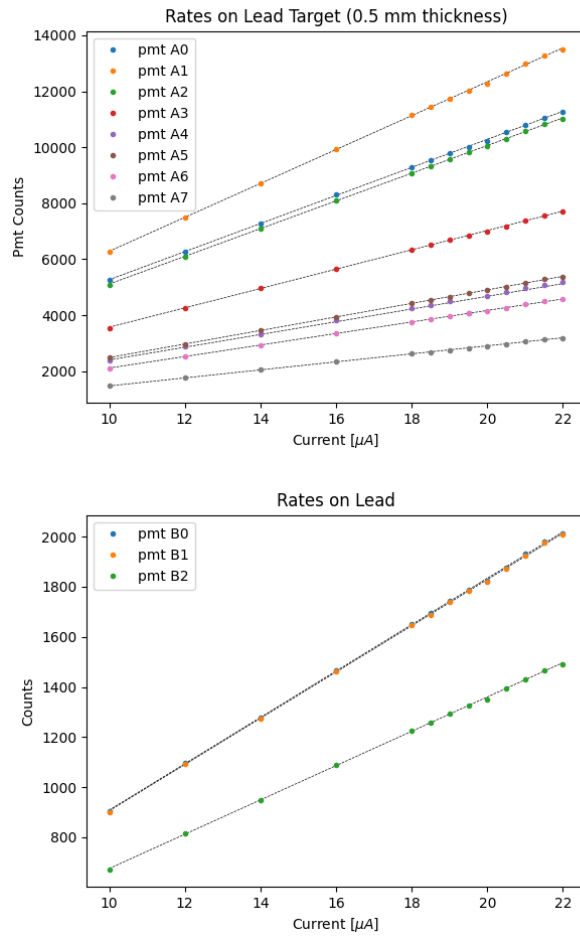 Rates on Lead Target (0.5 mm thickness)
14000
12000
10000
8000
6000
4000
2000
Pmt Counts
pmt A0
pmt A1
pmt A2
pmt A3
pmt A4
pmt A5
pmt A6
pmt A7
10 12 14 16 18 20 22
Current [μA]
Rates on Lead
2000
1800
1600
1400
1200
1000
800
Counts
pmt B0
pmt B1
pmt B2
10 12 14 16 18 20 22
Current [μA]